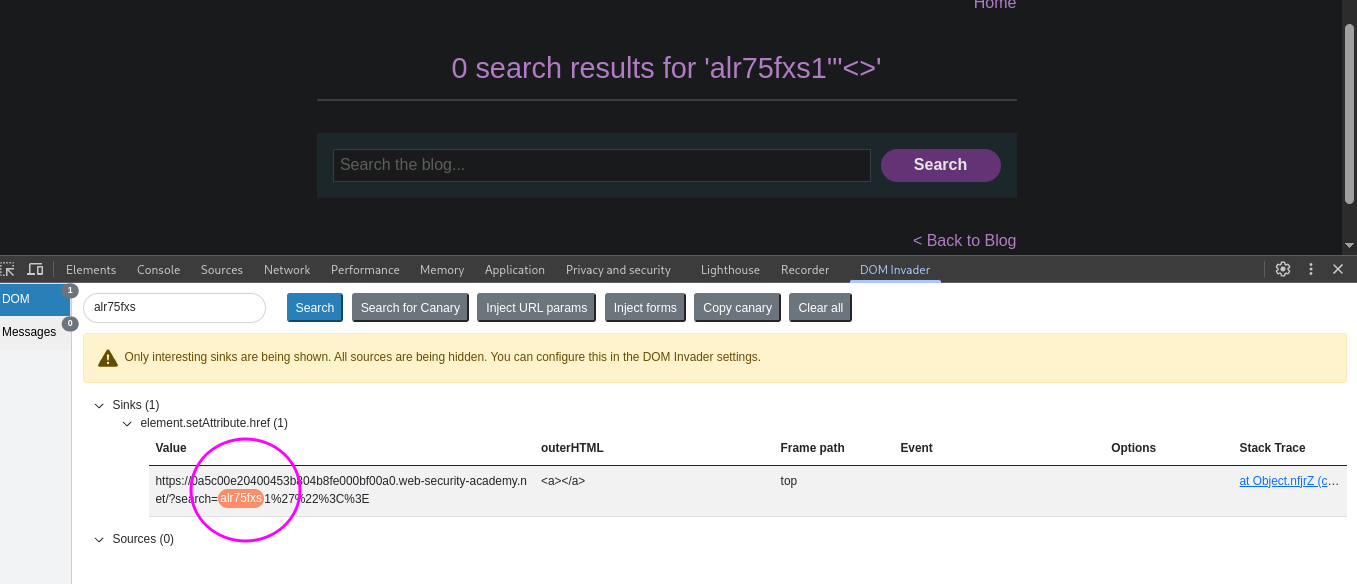 Home
0 search results for 'alr75fxs1'"<>'
Search the blog...
Search
< Back to Blog
Elements Console Sources Network Performance Memory Application Privacy and security Lighthouse Recorder DOM Invader
DOM 1
Messages 0
alr75fxs Search Search for Canary Inject URL params Inject forms Copy canary Clear all
Only interesting sinks are being shown. All sources are being hidden. You can configure this in the DOM Invader settings.
Sinks (1)
element.setAttribute.href (1)
Value outerHTML Frame path Event Options Stack Trace
https://0a5c00e20400453b804b8fe000bf00a0.web-security-academy.n <a></a> top at Object.nfjrZ (c...
et/?search=alr75fxs1%27%22%3C%3E
Sources (0)